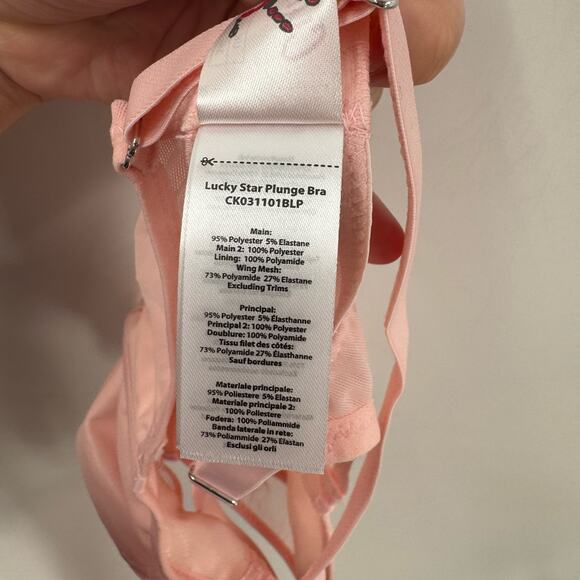 Lucky Star Plunge Bra
CK031101BLP
Main:
95% Polyester 5% Elastane
Main 2: 100% Polyester
Lining: 100% Polyamide
Wing Mesh:
73% Polyamide 27% Elastane
Excluding Trims
Principal:
95% Polyester 5% Élasthanne
Principal 2: 100% Polyester
Doublure: 100% Polyamide
Tissu filet des côtés:
73% Polyamide 27% Élasthanne
Sauf bordures
Materiale principale:
95% Poliestere 5% Elastan
Materiale principale 2:
100% Poliestere
Fodera: 100% Poliammide
Banda laterale in rete:
73% Poliammide 27% Elastan
Esclusi gli orli